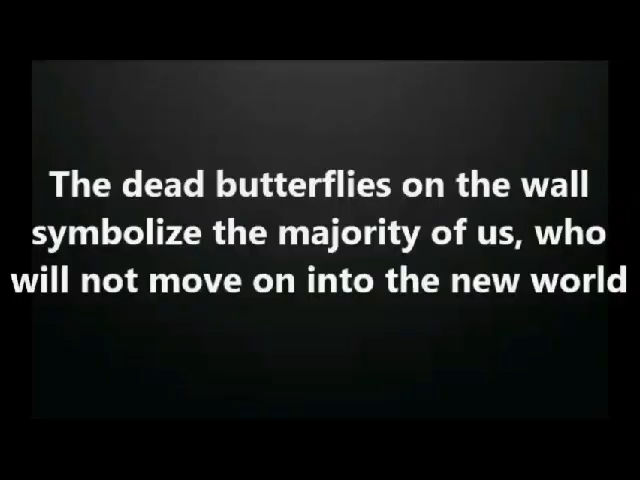 The dead butterflies on the wall
symbolize the majority of us, who
will not move on into the new world